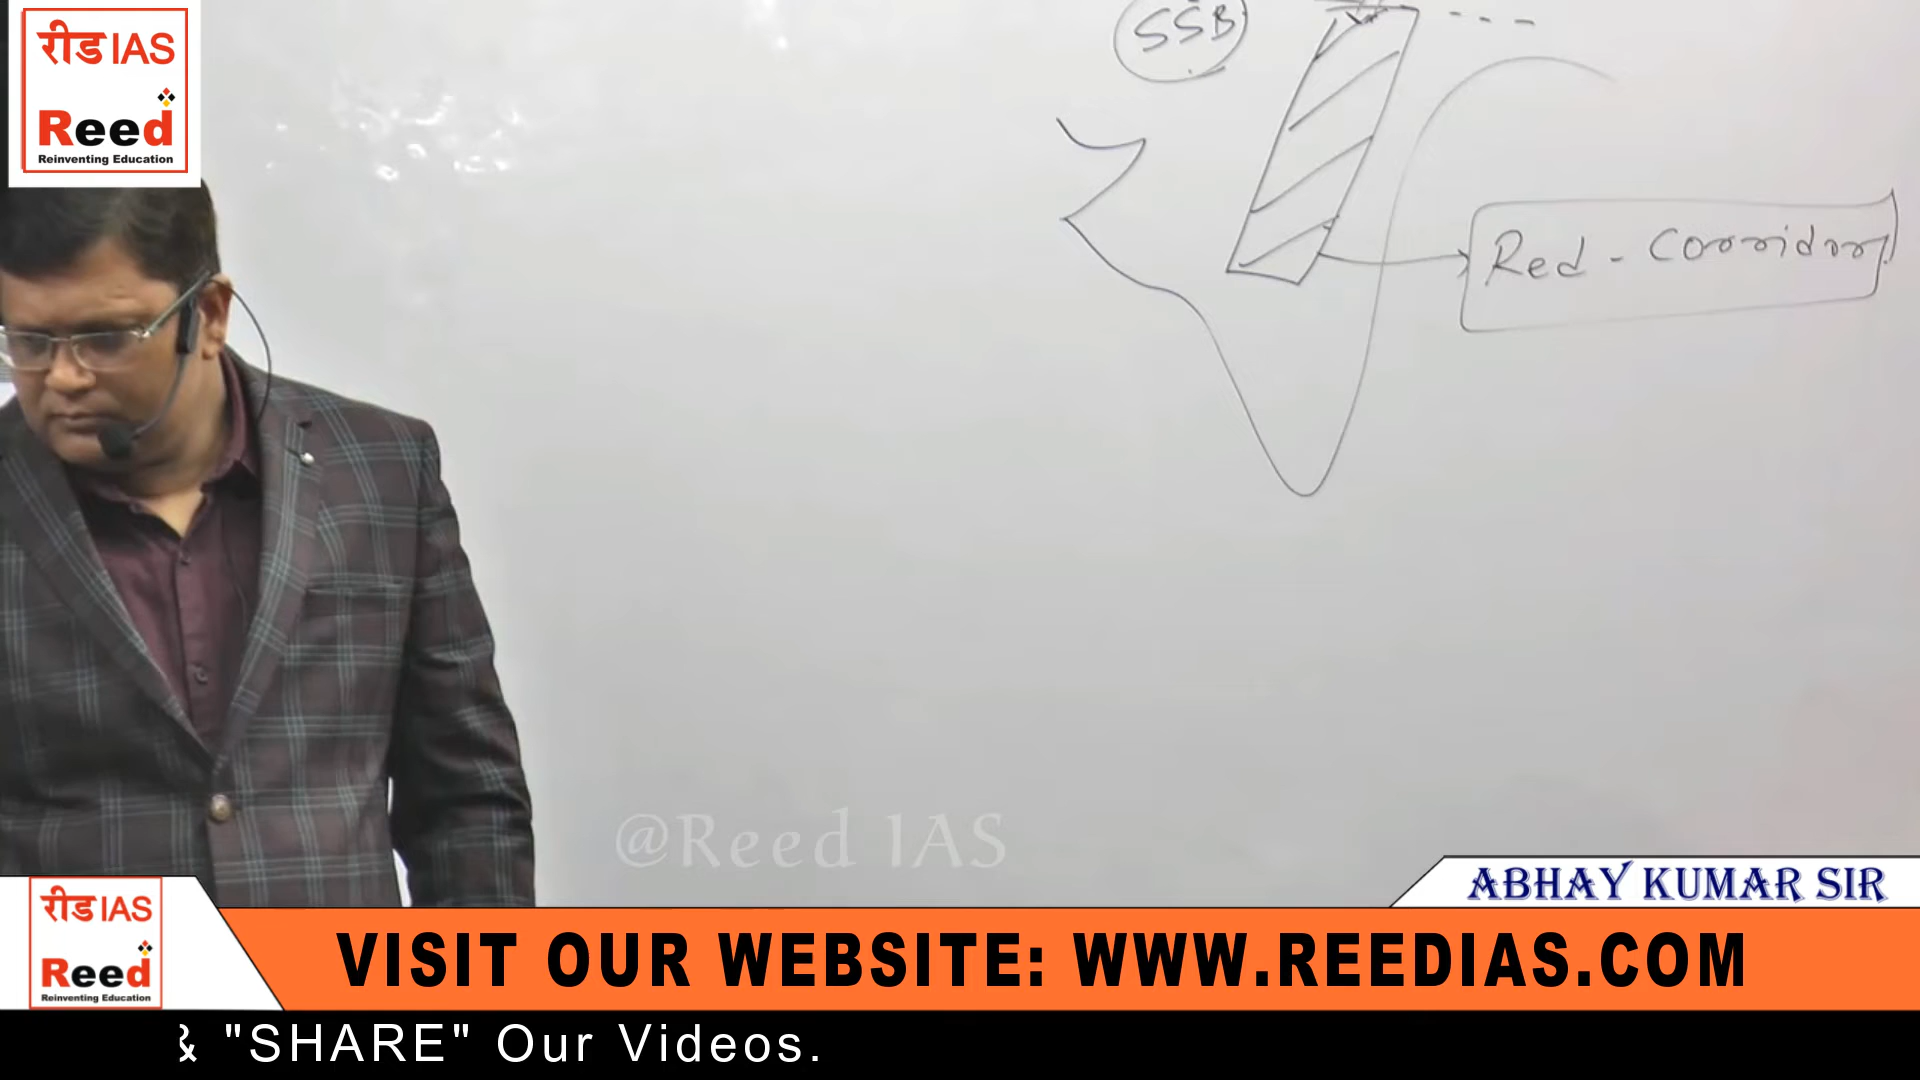 रीड IAS
Reed
Reinventing Education
SSB
Red - Corridor
@Reed IAS
ABHAY KUMAR SIR
रीड IAS
Reed
Reinventing Education
VISIT OUR WEBSITE: WWW.REEDIAS.COM
& "SHARE" Our Videos.